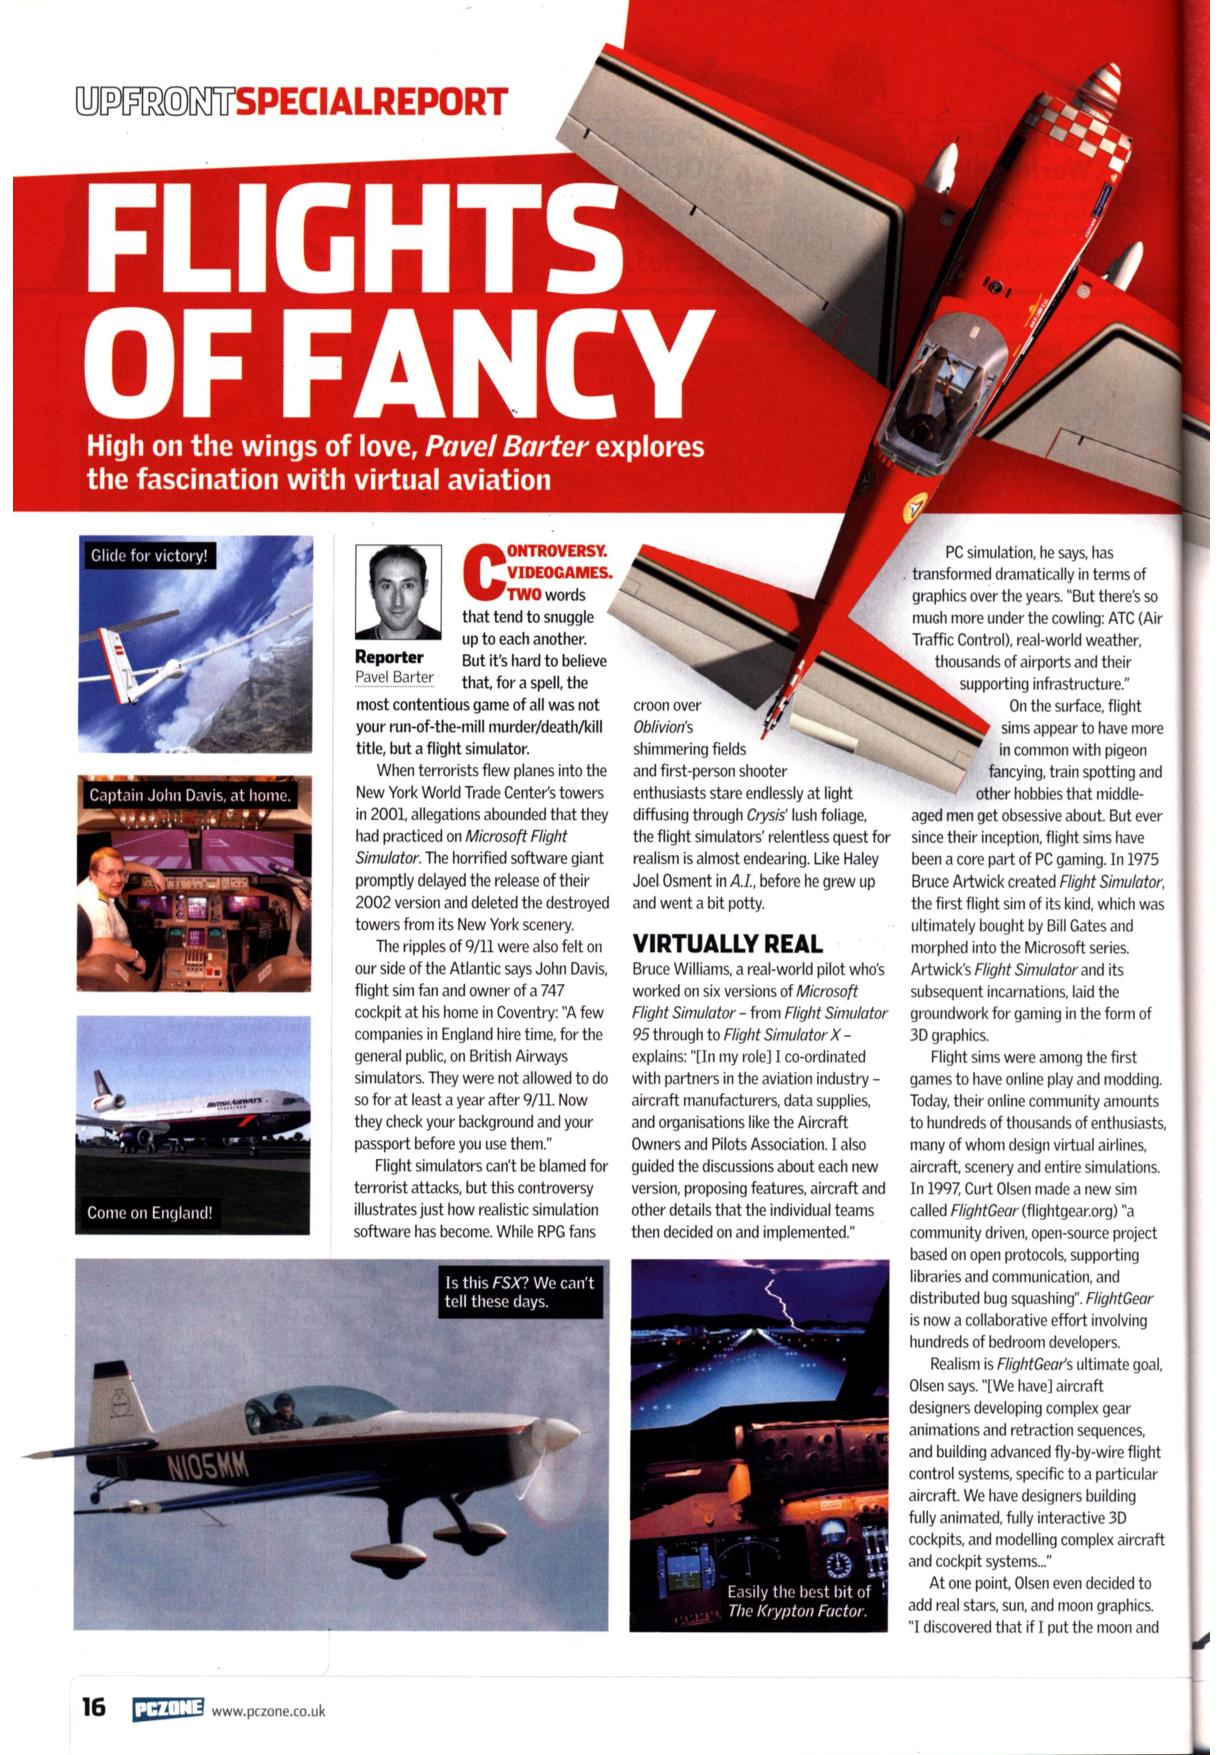 UPFRONTSPECIALREPORT
FLIGHTS
OF FANCY
High on the wings of love, Pavel Barter explores
the fascination with virtual aviation
Glide for victory!
Captain John Davis, at home.
BRITISH AIRWAYS
Come on England!
Reporter
Pavel Barter
CONTROVERSY.
VIDEOGAMES.
TWO words
that tend to snuggle
up to each another.
But it's hard to believe
that, for a spell, the
most contentious game of all was not
your run-of-the-mill murder/death/kill
title, but a flight simulator.
When terrorists flew planes into the
New York World Trade Center's towers
in 2001, allegations abounded that they
had practiced on Microsoft Flight
Simulator. The horrified software giant
promptly delayed the release of their
2002 version and deleted the destroyed
towers from its New York scenery.
The ripples of 9/11 were also felt on
our side of the Atlantic says John Davis,
flight sim fan and owner of a 747
cockpit at his home in Coventry: "A few
companies in England hire time, for the
general public, on British Airways
simulators. They were not allowed to do
so for at least a year after 9/11. Now
they check your background and your
passport before you use them."
Flight simulators can't be blamed for
terrorist attacks, but this controversy
illustrates just how realistic simulation
software has become. While RPG fans
croon over
Oblivion's
shimmering fields
and first-person shooter
enthusiasts stare endlessly at light
diffusing through Crysis' lush foliage,
the flight simulators' relentless quest for
realism is almost endearing. Like Haley
Joel Osment in A.I., before he grew up
and went a bit potty.
VIRTUALLY REAL
Bruce Williams, a real-world pilot who's
worked on six versions of Microsoft
Flight Simulator – from Flight Simulator
95 through to Flight Simulator X –
explains: "[In my role] I co-ordinated
with partners in the aviation industry –
aircraft manufacturers, data supplies,
and organisations like the Aircraft
Owners and Pilots Association. I also
guided the discussions about each new
version, proposing features, aircraft and
other details that the individual teams
then decided on and implemented."
PC simulation, he says, has
transformed dramatically in terms of
graphics over the years. "But there's so
much more under the cowling: ATC (Air
Traffic Control), real-world weather,
thousands of airports and their
supporting infrastructure."
On the surface, flight
sims appear to have more
in common with pigeon
fancying, train spotting and
other hobbies that middle-
aged men get obsessive about. But ever
since their inception, flight sims have
been a core part of PC gaming. In 1975
Bruce Artwick created Flight Simulator,
the first flight sim of its kind, which was
ultimately bought by Bill Gates and
morphed into the Microsoft series.
Artwick's Flight Simulator and its
subsequent incarnations, laid the
groundwork for gaming in the form of
3D graphics.
Flight sims were among the first
games to have online play and modding.
Today, their online community amounts
to hundreds of thousands of enthusiasts,
many of whom design virtual airlines,
aircraft, scenery and entire simulations.
In 1997, Curt Olsen made a new sim
called FlightGear (flightgear.org) "a
community driven, open-source project
based on open protocols, supporting
libraries and communication, and
distributed bug squashing". FlightGear
is now a collaborative effort involving
hundreds of bedroom developers.
Realism is FlightGear's ultimate goal,
Olsen says. "[We have] aircraft
designers developing complex gear
animations and retraction sequences,
and building advanced fly-by-wire flight
control systems, specific to a particular
aircraft. We have designers building
fully animated, fully interactive 3D
cockpits, and modelling complex aircraft
and cockpit systems..."
At one point, Olsen even decided to
add real stars, sun, and moon graphics.
"I discovered that if I put the moon and
Is this FSX? We can't
tell these days.
N105MM
Easily the best bit of
The Krypton Factor.
16 PCZONE www.pczone.co.uk